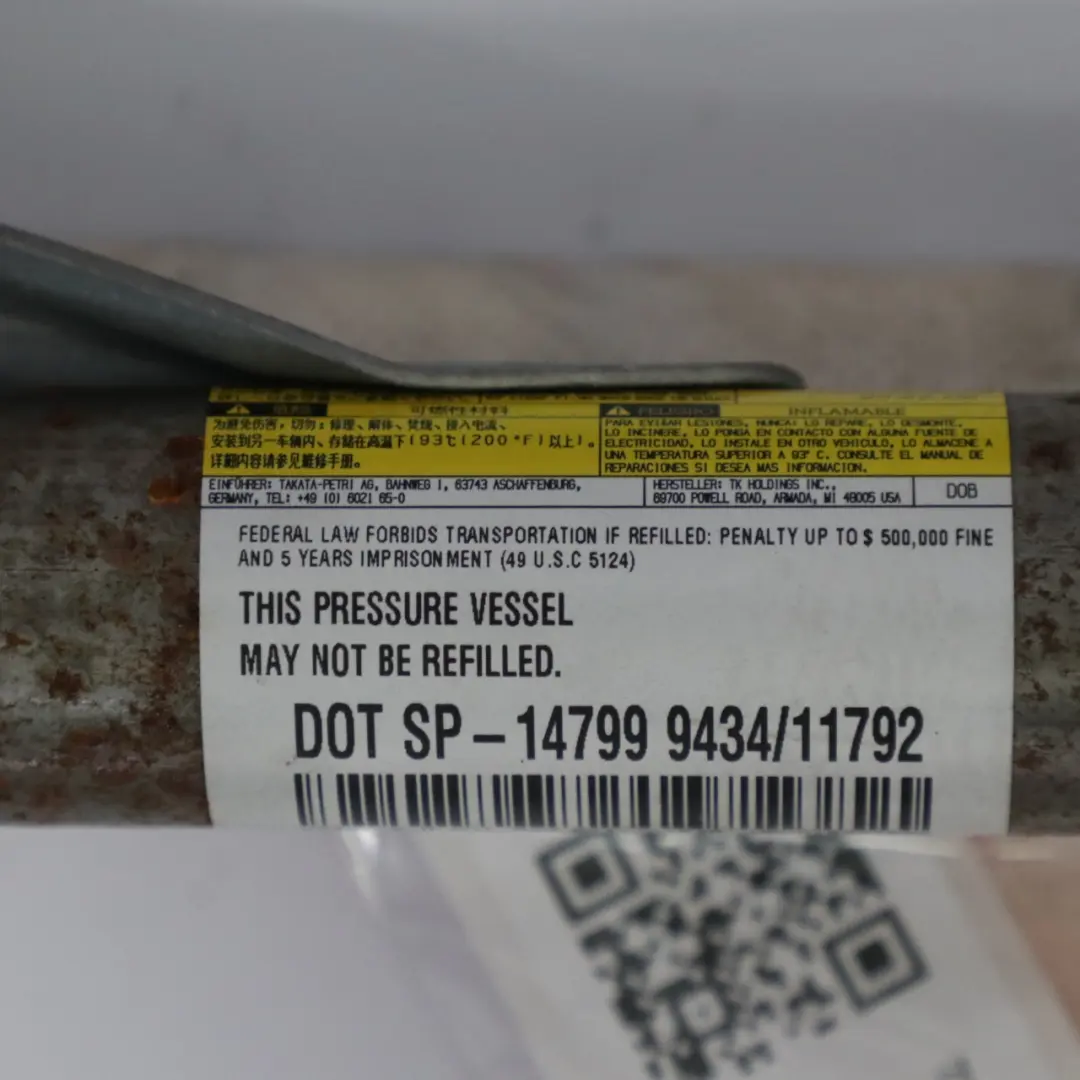 可燃性材料
为避免伤害，切勿：修理、解体、焚烧、接入电流、
安装到另一车辆内、存储在高温下(93℃(200°F)以上)。
详细内容请参见维修手册。
PELIGRO INFLAMABLE
PARA EVITAR LESIONES, NUNCA: LO REPARE, LO DESMONTE,
LO INCINERE, LO PONGA EN CONTACTO CON ALGUNA FUENTE DE
ELECTRICIDAD, LO INSTALE EN OTRO VEHICULO, LO ALMACENE A
UNA TEMPERATURA SUPERIOR A 93° C. CONSULTE EL MANUAL DE
REPARACIONES SI DESEA MAS INFORMACION.
EINFÜHRER: TAKATA-PETRI AG, BAHNWEG 1, 63743 ASCHAFFENBURG,
GERMANY, TEL: +49 (0) 6021 65-0
HERSTELLER: TK HOLDINGS INC.,
69700 POWELL ROAD, ARMADA, MI 48005 USA
D0B
FEDERAL LAW FORBIDS TRANSPORTATION IF REFILLED: PENALTY UP TO $ 500,000 FINE
AND 5 YEARS IMPRISONMENT (49 U.S.C 5124)
THIS PRESSURE VESSEL
MAY NOT BE REFILLED.
DOT SP-14799 9434/11792